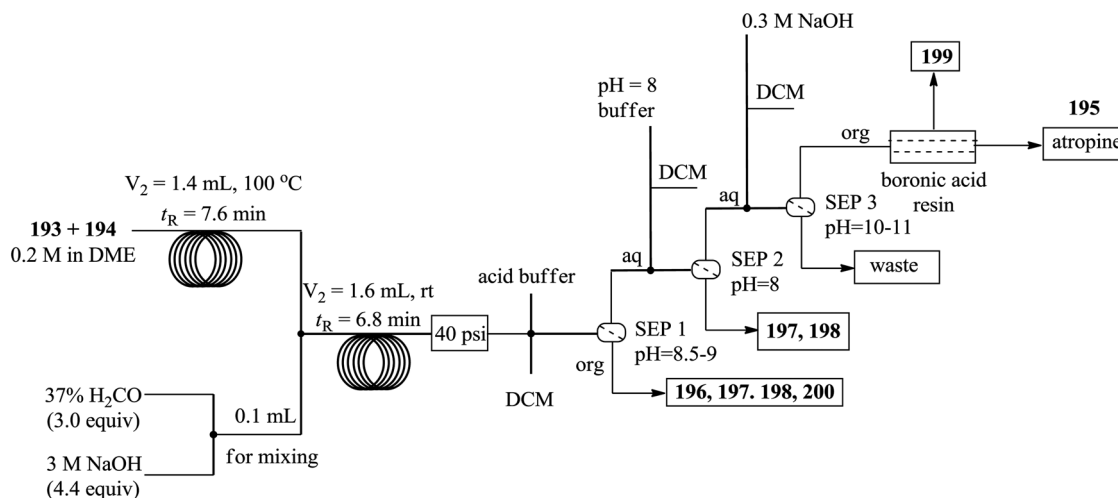 0.3 M NaOH
199
pH = 8
buffer
DCM
195
org
atropine
V2 = 1.4 mL, 100 °C
DCM
boronic acid
resin
tR = 7.6 min
aq
SEP 3
pH=10-11
193 + 194
0.2 M in DME
aq
SEP 2
pH=8
waste
acid buffer
V2 = 1.6 mL, rt
tR = 6.8 min
40 psi
SEP 1
pH=8.5-9
197, 198
org
37% H2CO
(3.0 equiv)
DCM
196, 197. 198, 200
0.1 mL
for mixing
3 M NaOH
(4.4 equiv)